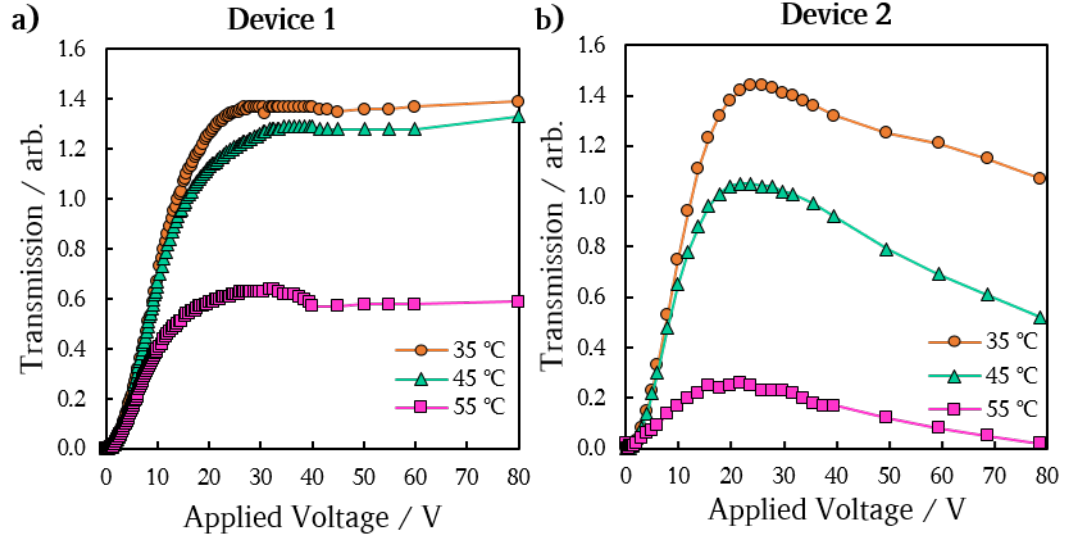 a)
Device 1
1.6
1.4
1.2
1.0
0.8
0.6
0.4
0.2
0.0
Transmission / arb.
35 ℃
45 ℃
55 ℃
0 10 20 30 40 50 60 70 80
Applied Voltage / V
b)
Device 2
1.6
1.4
1.2
1.0
0.8
0.6
0.4
0.2
0.0
Transmission / arb.
35 ℃
45 ℃
55 ℃
0 10 20 30 40 50 60 70 80
Applied Voltage / V